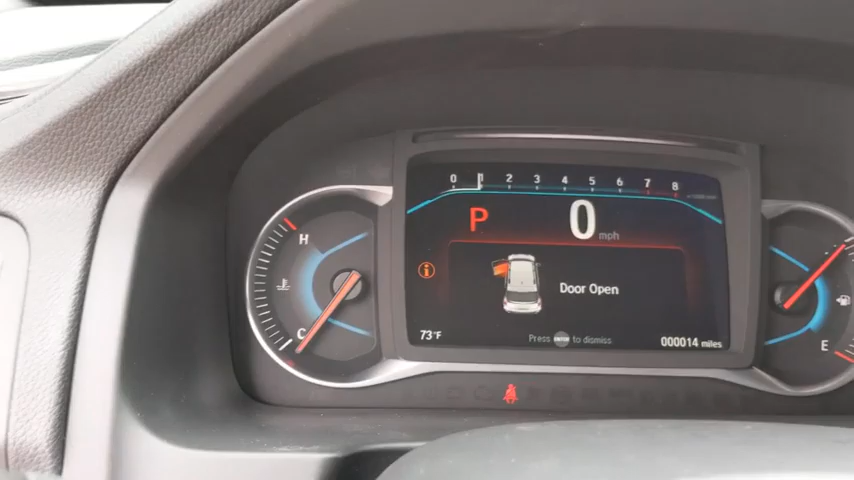 0 1 2 3 4 5 6 7 8
P 0 mph
H
i
Door Open
C
E
73°F
Press ENTER to dismiss
000014 miles